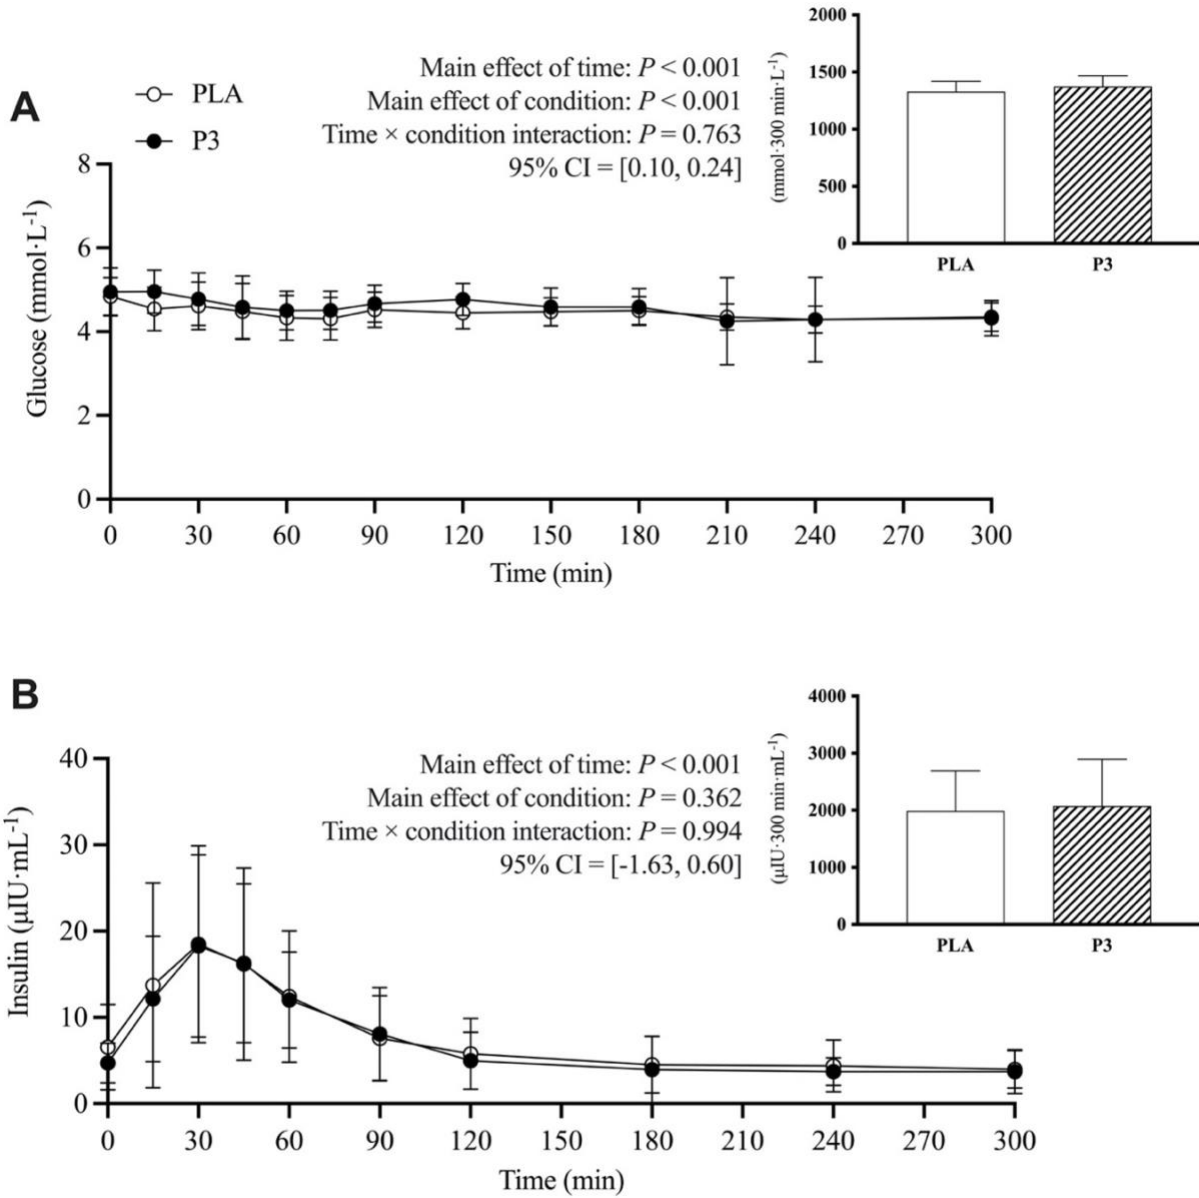 A
PLA
P3
Main effect of time: P < 0.001
Main effect of condition: P < 0.001
Time × condition interaction: P = 0.763
95% CI = [0.10, 0.24]
Glucose (mmol·L⁻¹)
8
6
4
2
0
0 30 60 90 120 150 180 210 240 270 300
Time (min)
(mmol·300 min·L⁻¹)
2000
1500
1000
500
0
PLA P3
B
Main effect of time: P < 0.001
Main effect of condition: P = 0.362
Time × condition interaction: P = 0.994
95% CI = [-1.63, 0.60]
Insulin (µIU·mL⁻¹)
40
30
20
10
0
0 30 60 90 120 150 180 210 240 270 300
Time (min)
(µIU·300 min·mL⁻¹)
4000
3000
2000
1000
0
PLA P3